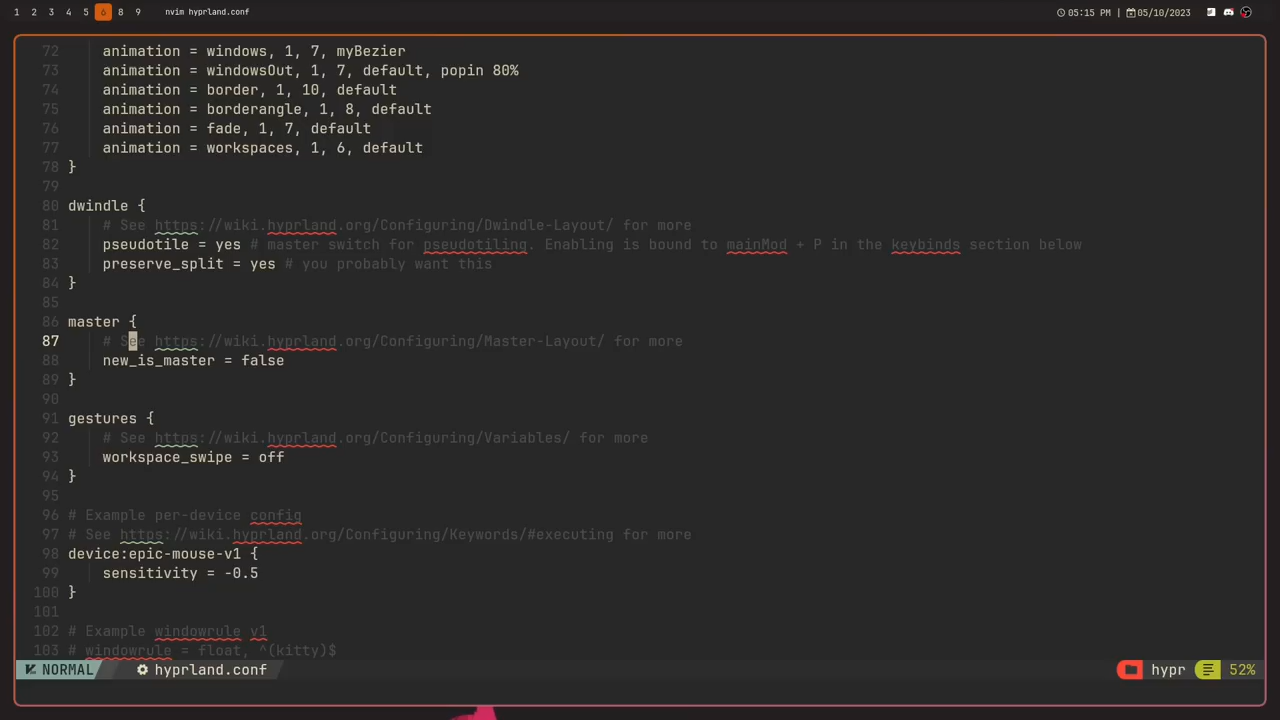 1 2 3 4 5 6 8 9 nvim hyprland.conf 05:15 PM | 05/10/2023
72 animation = windows, 1, 7, myBezier
73 animation = windowsOut, 1, 7, default, popin 80%
74 animation = border, 1, 10, default
75 animation = borderangle, 1, 8, default
76 animation = fade, 1, 7, default
77 animation = workspaces, 1, 6, default
78 }
79
80 dwindle {
81 # See https://wiki.hyprland.org/Configuring/Dwindle-Layout/ for more
82 pseudotile = yes # master switch for pseudotiling. Enabling is bound to mainMod + P in the keybinds section below
83 preserve_split = yes # you probably want this
84 }
85
86 master {
87 # See https://wiki.hyprland.org/Configuring/Master-Layout/ for more
88 new_is_master = false
89 }
90
91 gestures {
92 # See https://wiki.hyprland.org/Configuring/Variables/ for more
93 workspace_swipe = off
94 }
95
96 # Example per-device config
97 # See https://wiki.hyprland.org/Configuring/Keywords/#executing for more
98 device:epic-mouse-v1 {
99 sensitivity = -0.5
100 }
101
102 # Example windowrule v1
103 # windowrule = float, ^(kitty)$
NORMAL hyprland.conf hypr 52%